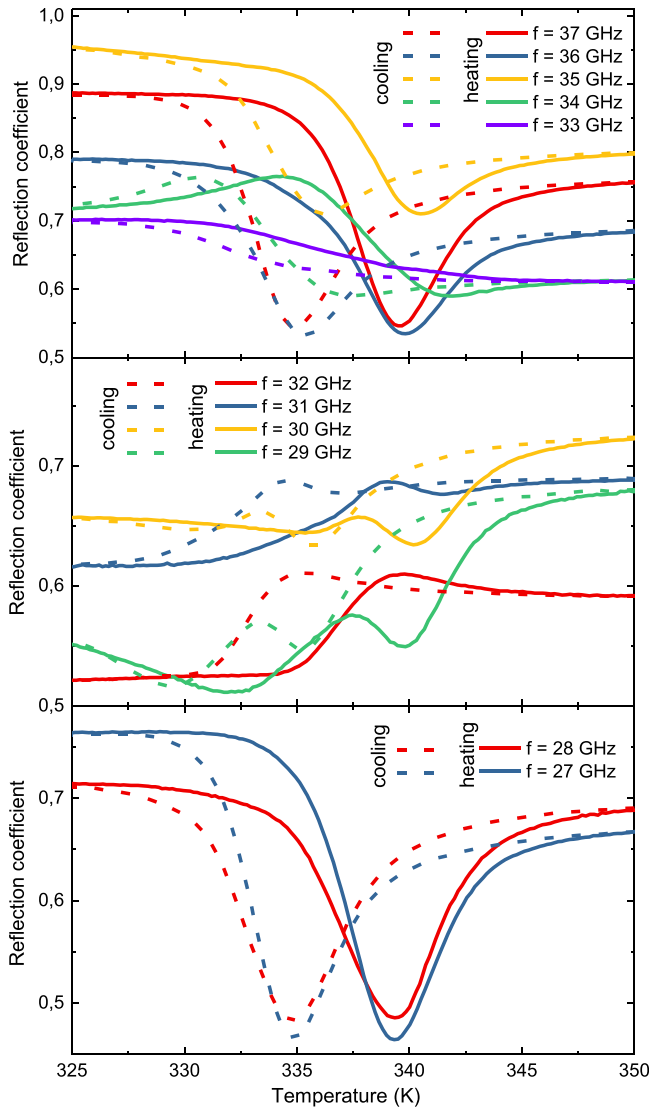 1,0
0,9
0,8
0,7
0,6
0,5
Reflection coefficient
cooling
heating
f = 37 GHz
f = 36 GHz
f = 35 GHz
f = 34 GHz
f = 33 GHz
0,7
0,6
0,5
Reflection coefficient
cooling
heating
f = 32 GHz
f = 31 GHz
f = 30 GHz
f = 29 GHz
0,7
0,6
0,5
Reflection coefficient
cooling
heating
f = 28 GHz
f = 27 GHz
325
330
335
340
345
350
Temperature (K)